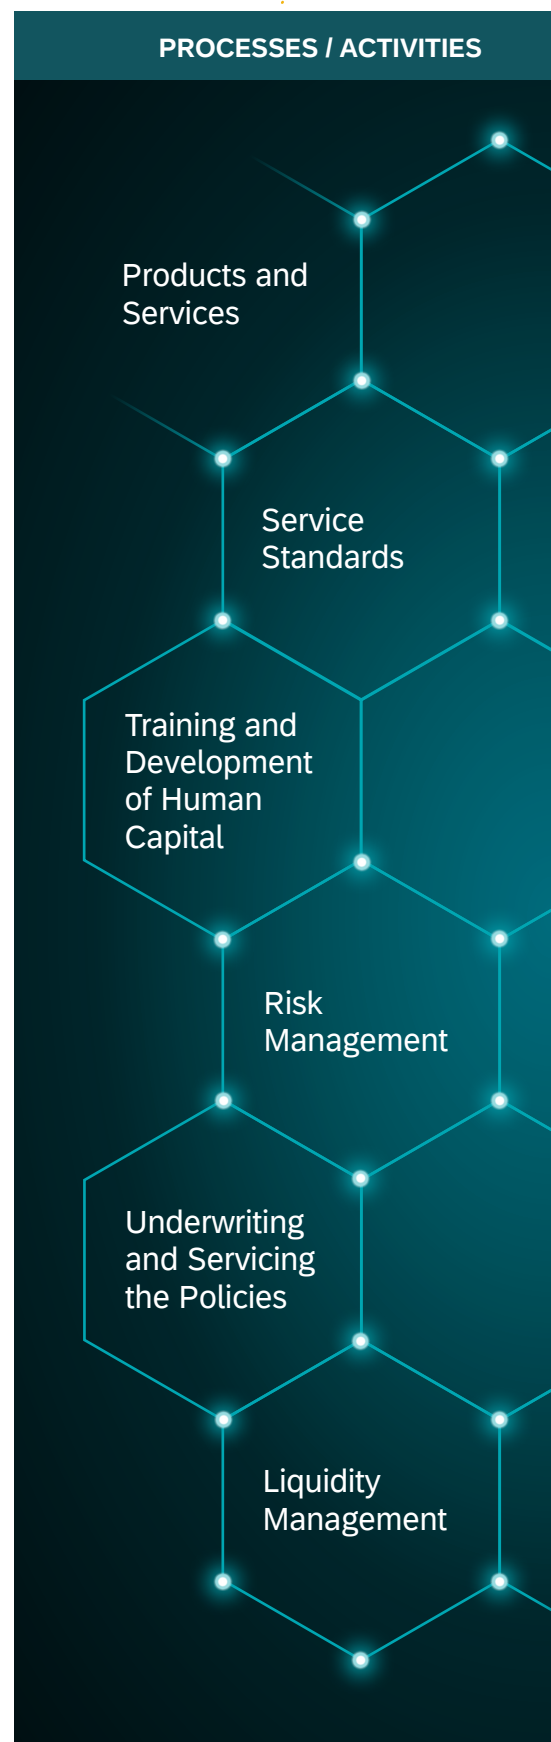 PROCESSES / ACTIVITIES
Products and
Services
Service
Standards
Training and
Development
of Human
Capital
Risk
Management
Underwriting
and Servicing
the Policies
Liquidity
Management